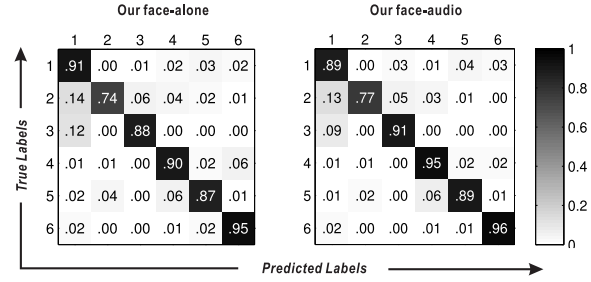 Our face-alone Our face-audio
1 2 3 4 5 6 1 2 3 4 5 6
1 .91 .00 .01 .02 .03 .02 1 .89 .00 .03 .01 .04 .03 1
2 .14 .74 .06 .04 .02 .01 2 .13 .77 .05 .03 .01 .00 0.8
3 .12 .00 .88 .00 .00 .00 3 .09 .00 .91 .00 .00 .00 0.6
4 .01 .01 .00 .90 .02 .06 4 .01 .01 .00 .95 .02 .02 0.4
5 .02 .04 .00 .06 .87 .01 5 .01 .02 .00 .06 .89 .01 0.2
6 .02 .00 .00 .01 .02 .95 6 .02 .00 .00 .01 .02 .96 0
True Labels
Predicted Labels